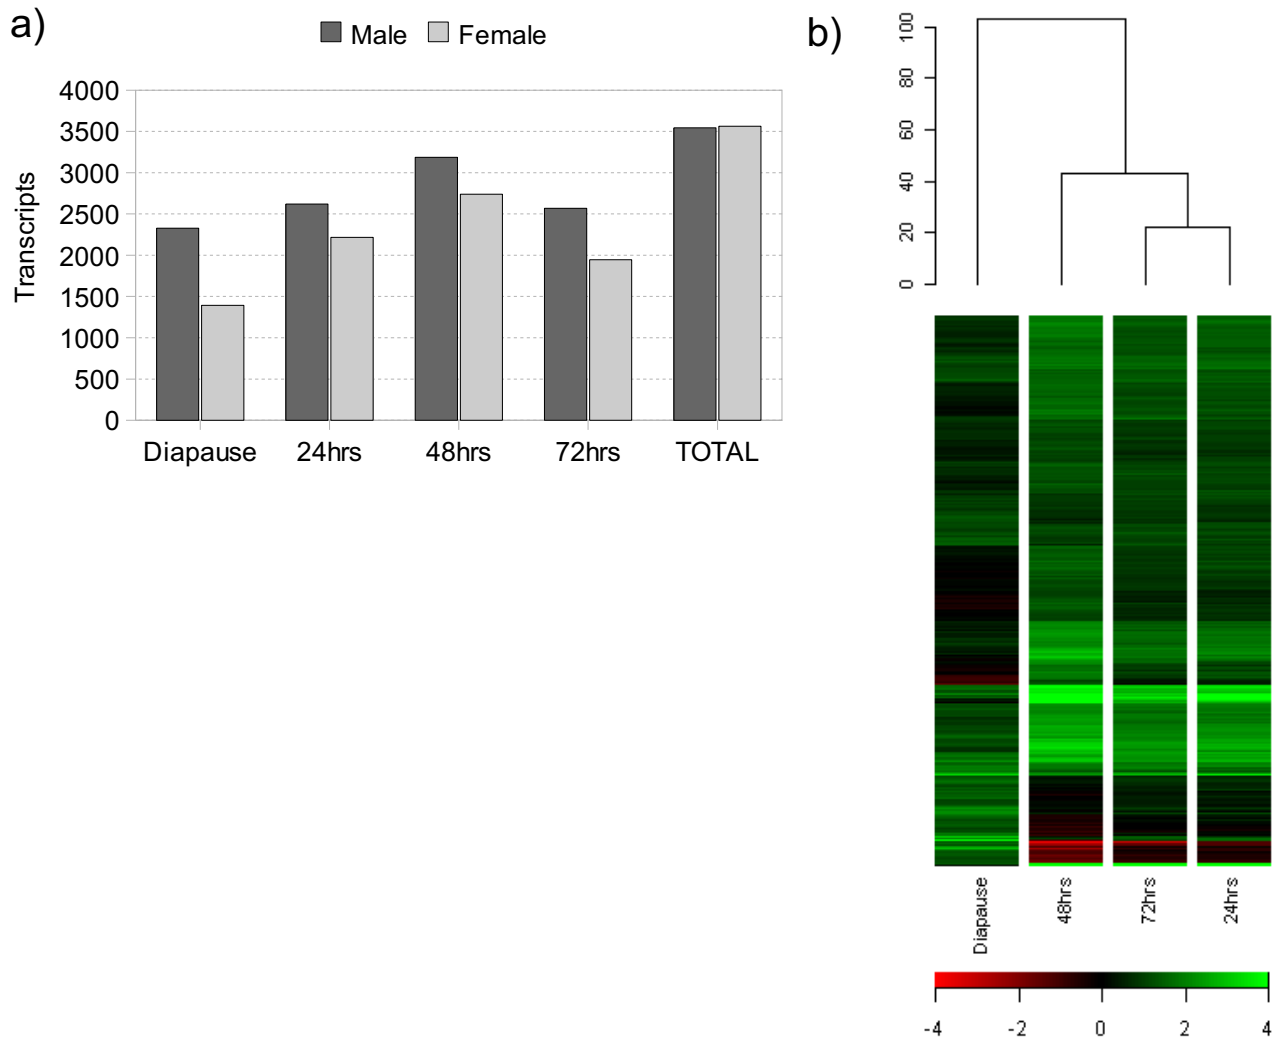 a)
Male Female
Transcripts
4000
3500
3000
2500
2000
1500
1000
500
0
Diapause 24hrs 48hrs 72hrs TOTAL
b)
100
80
60
40
20
0
Diapause 48hrs 72hrs 24hrs
-4 -2 0 2 4